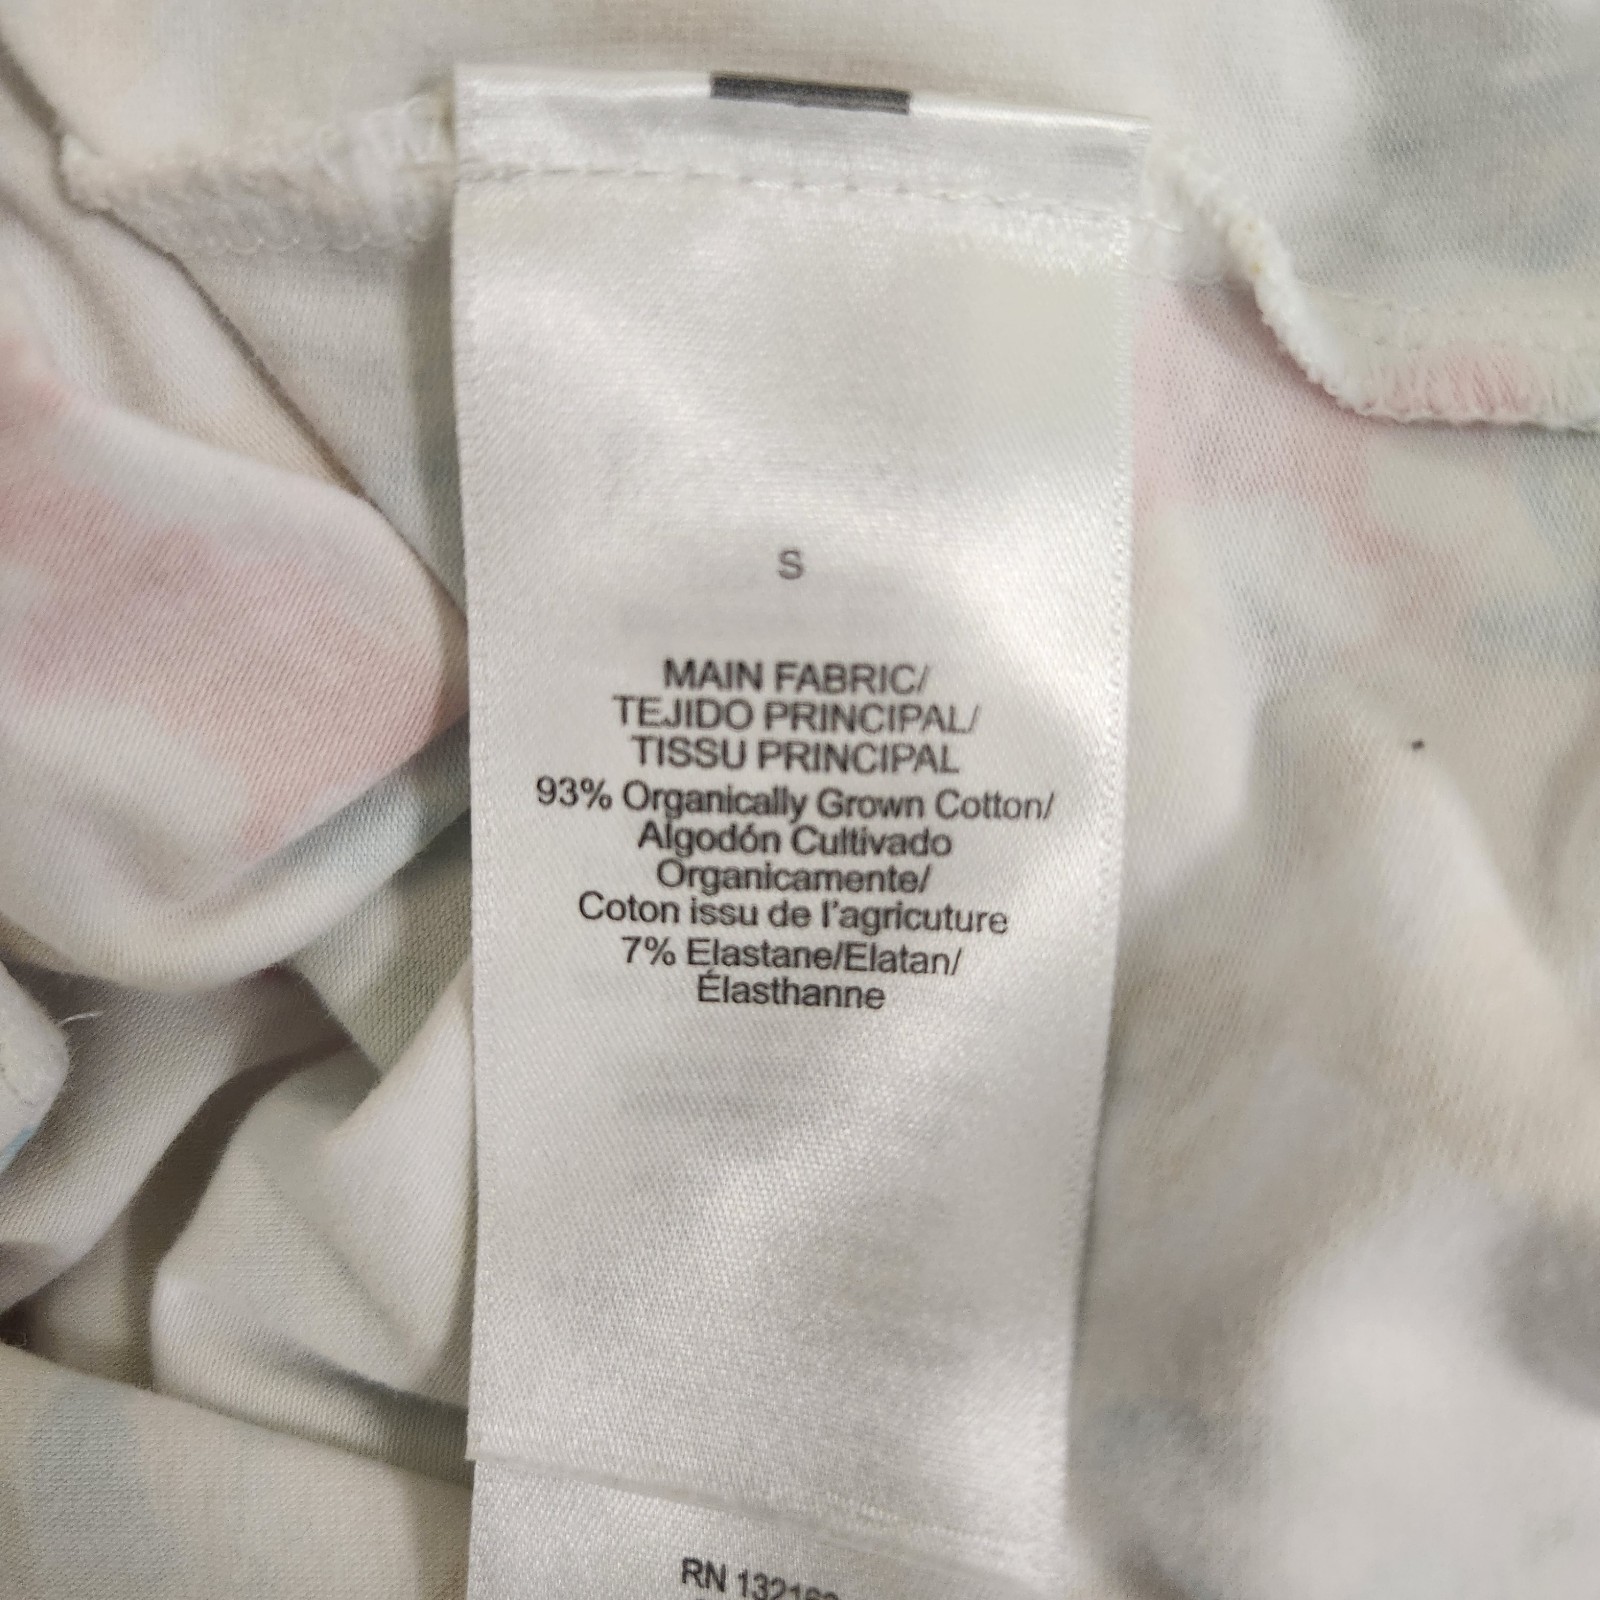 S
MAIN FABRIC/
TEJIDO PRINCIPAL/
TISSU PRINCIPAL
93% Organically Grown Cotton/
Algodón Cultivado
Organicamente/
Coton issu de l'agricuture
7% Elastane/Elatan/
Élasthanne
RN